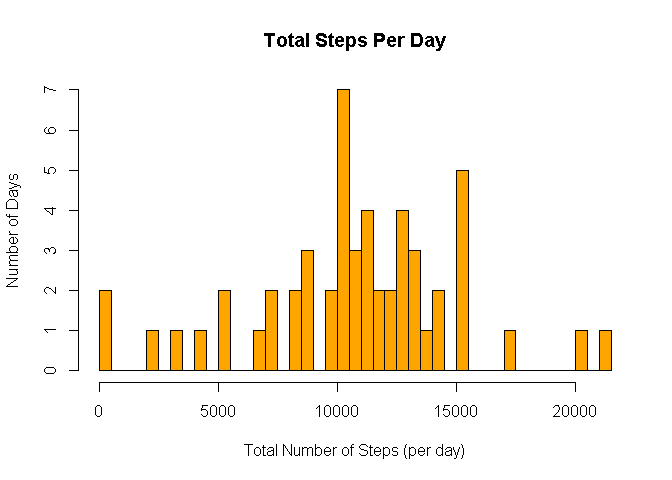 Total Steps Per Day
Number of Days
7
6
5
4
3
2
1
0
0 5000 10000 15000 20000
Total Number of Steps (per day)